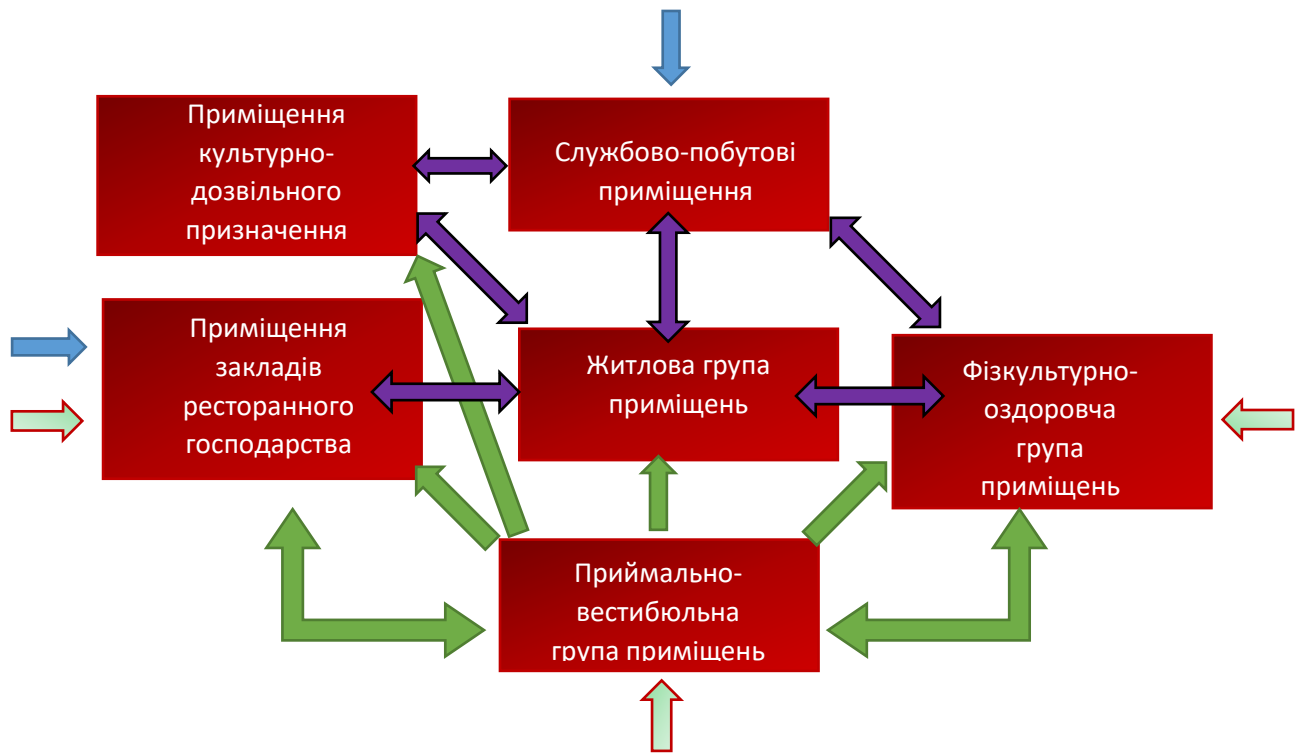 Приміщення
культурно-
дозвільного
призначення
Службово-побутові
приміщення
Приміщення
закладів
ресторанного
господарства
Житлова група
приміщень
Фізкультурно-
оздоровча
група
приміщень
Приймально-
вестибюльна
група приміщень